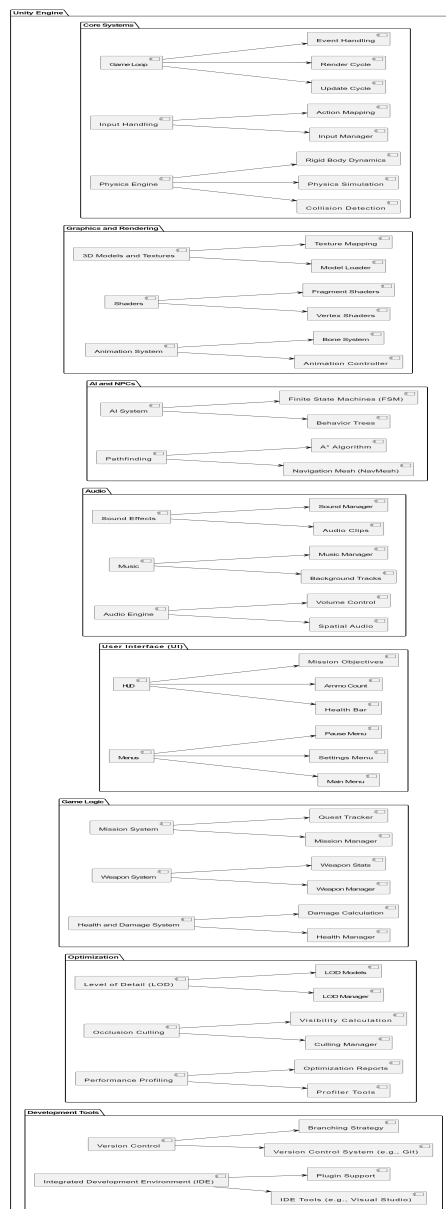 Unity Engine
Core Systems
Event Handling
Game Loop
Render Cycle
Update Cycle
Action Mapping
Input Handling
Input Manager
Rigid Body Dynamics
Physics Engine
Physics Simulation
Collision Detection
Graphics and Rendering
Texture Mapping
3D Models and Textures
Model Loader
Fragment Shaders
Shaders
Vertex Shaders
Bone System
Animation System
Animation Controller
AI and NPCs
Finite State Machines (FSM)
AI System
Behavior Trees
A* Algorithm
Pathfinding
Navigation Mesh (NavMesh)
Audio
Sound Manager
Sound Effects
Audio Clips
Music Manager
Music
Background Tracks
Volume Control
Audio Engine
Spatial Audio
User Interface (UI)
Mission Objectives
HUD
Ammo Count
Health Bar
Pause Menu
Menus
Settings Menu
Main Menu
Game Logic
Quest Tracker
Mission System
Mission Manager
Weapon Stats
Weapon System
Weapon Manager
Damage Calculation
Health and Damage System
Health Manager
Optimization
LOD Models
Level of Detail (LOD)
LOD Manager
Visibility Calculation
Occlusion Culling
Culling Manager
Optimization Reports
Performance Profiling
Profiler Tools
Development Tools
Branching Strategy
Version Control
Version Control System (e.g., Git)
Plugin Support
Integrated Development Environment (IDE)
IDE Tools (e.g., Visual Studio)